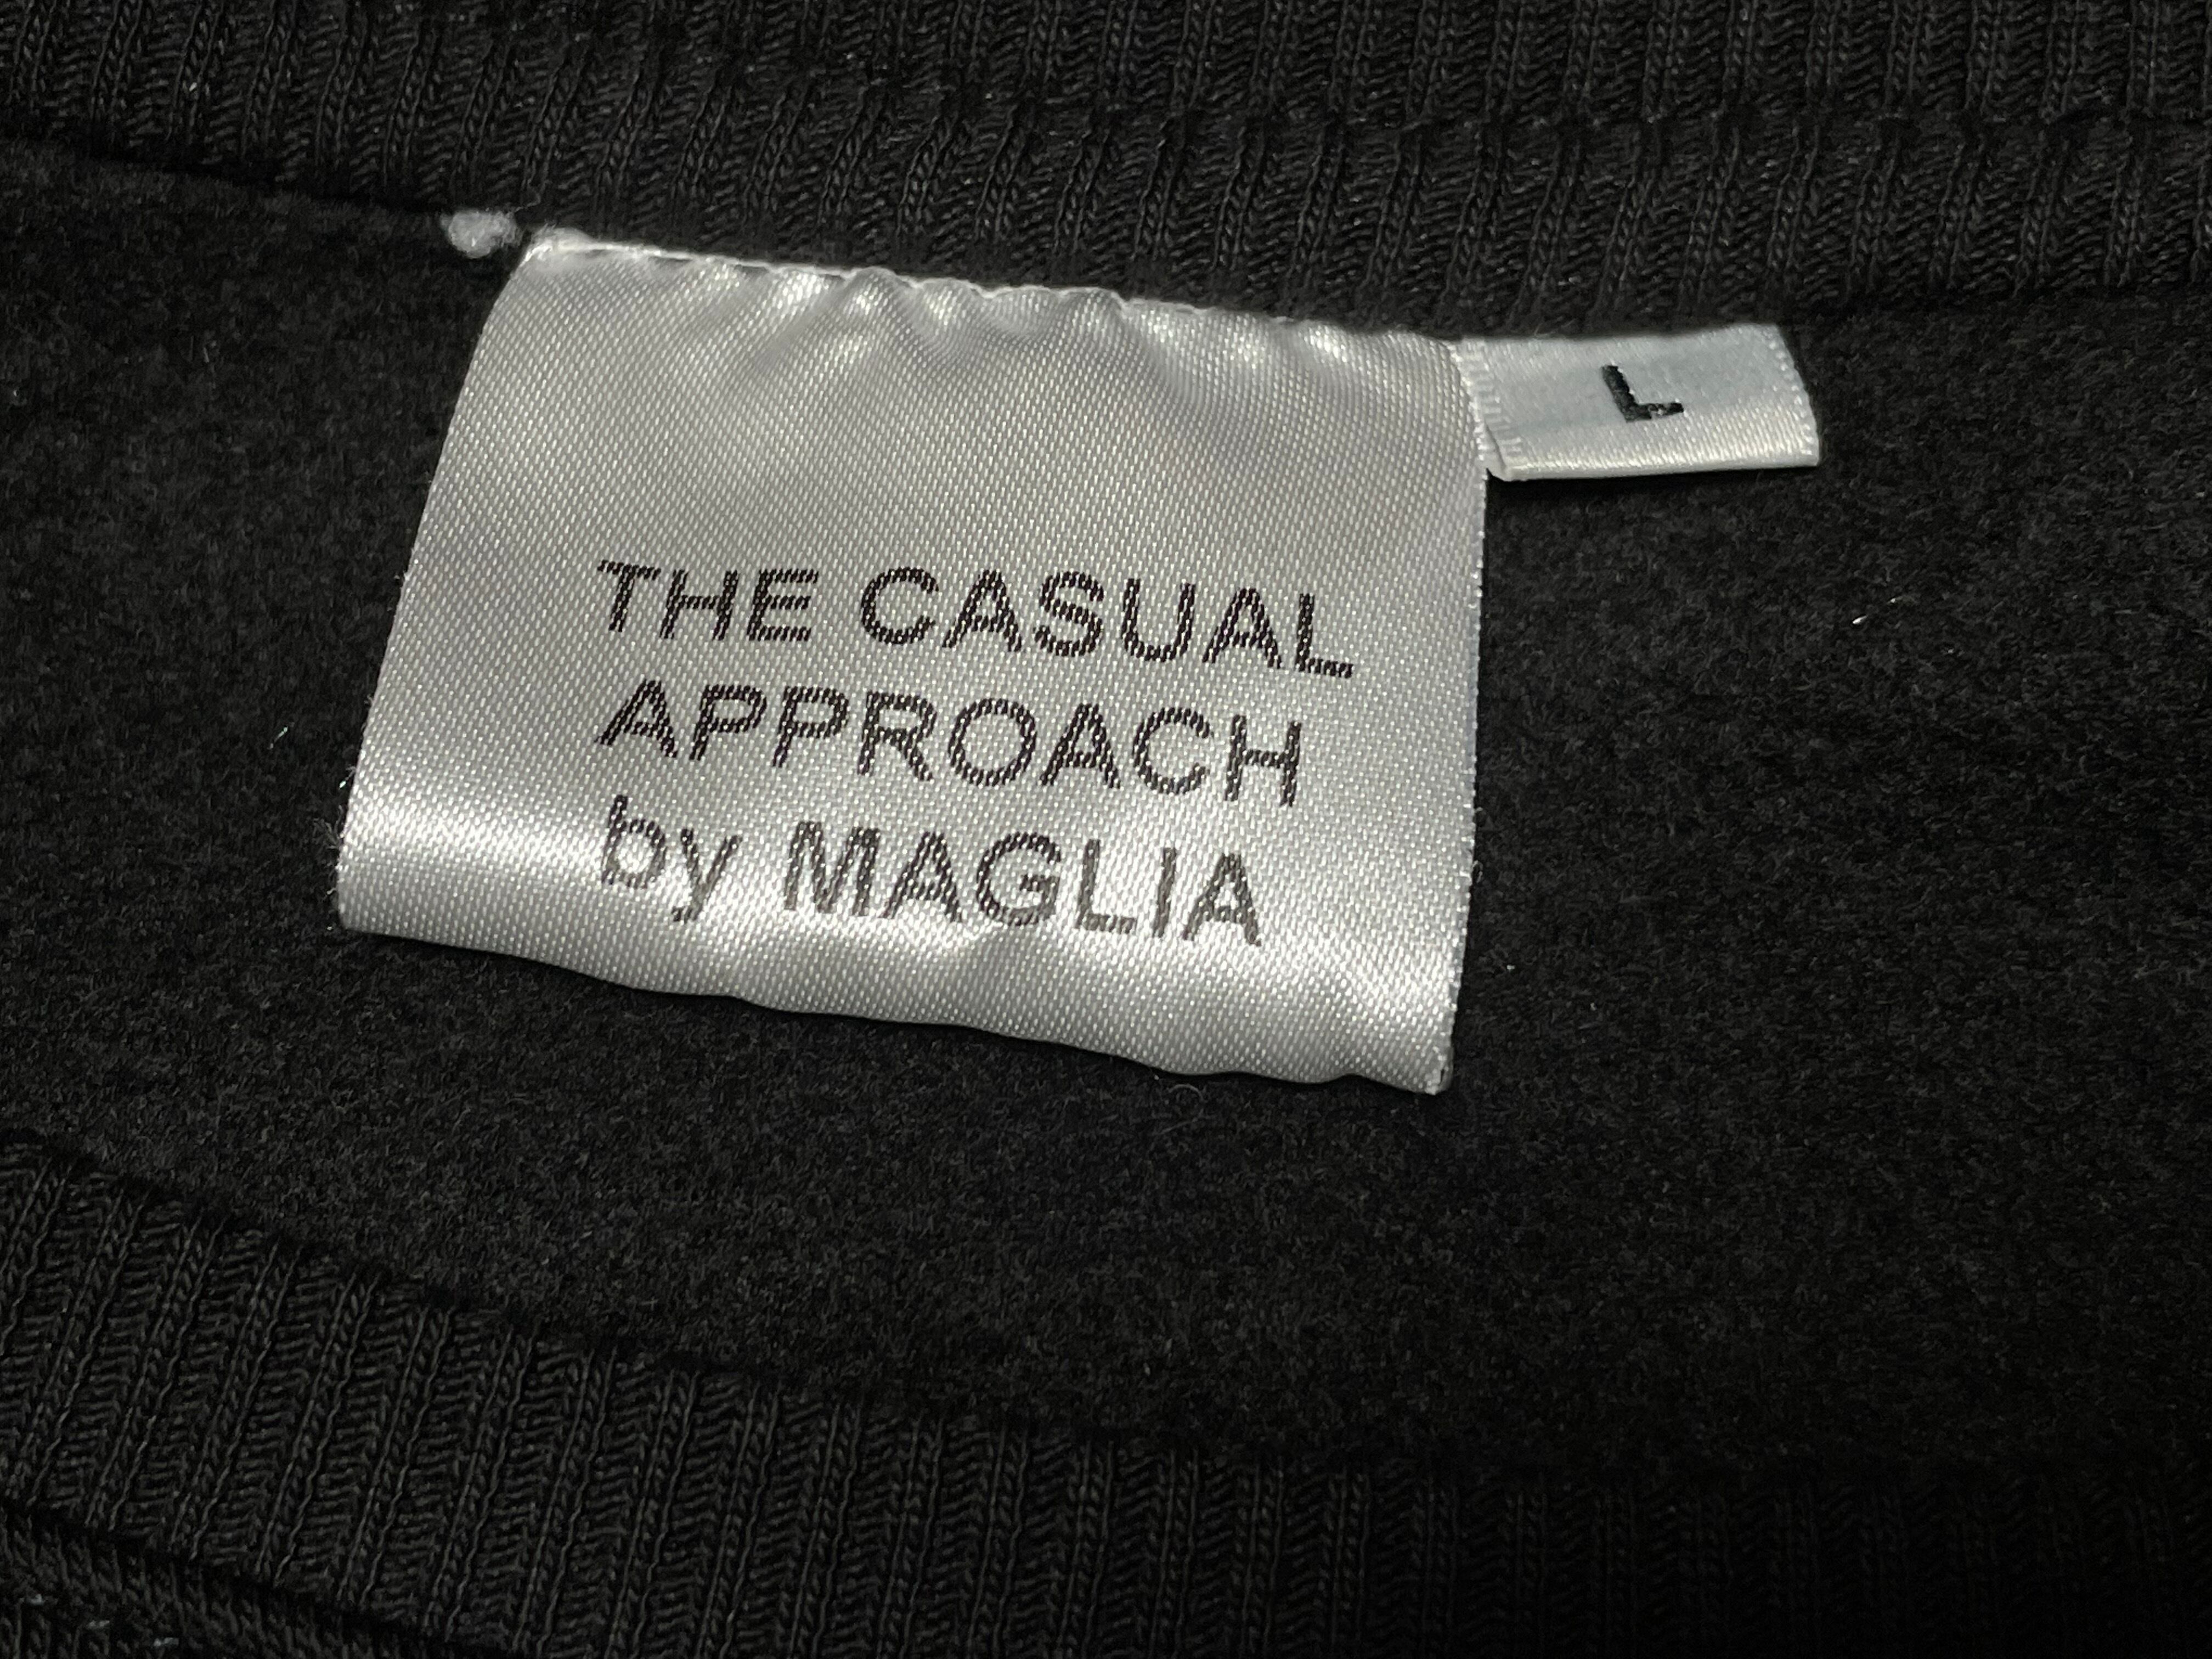 L
THE CASUAL
APPROACH
by MAGLIA